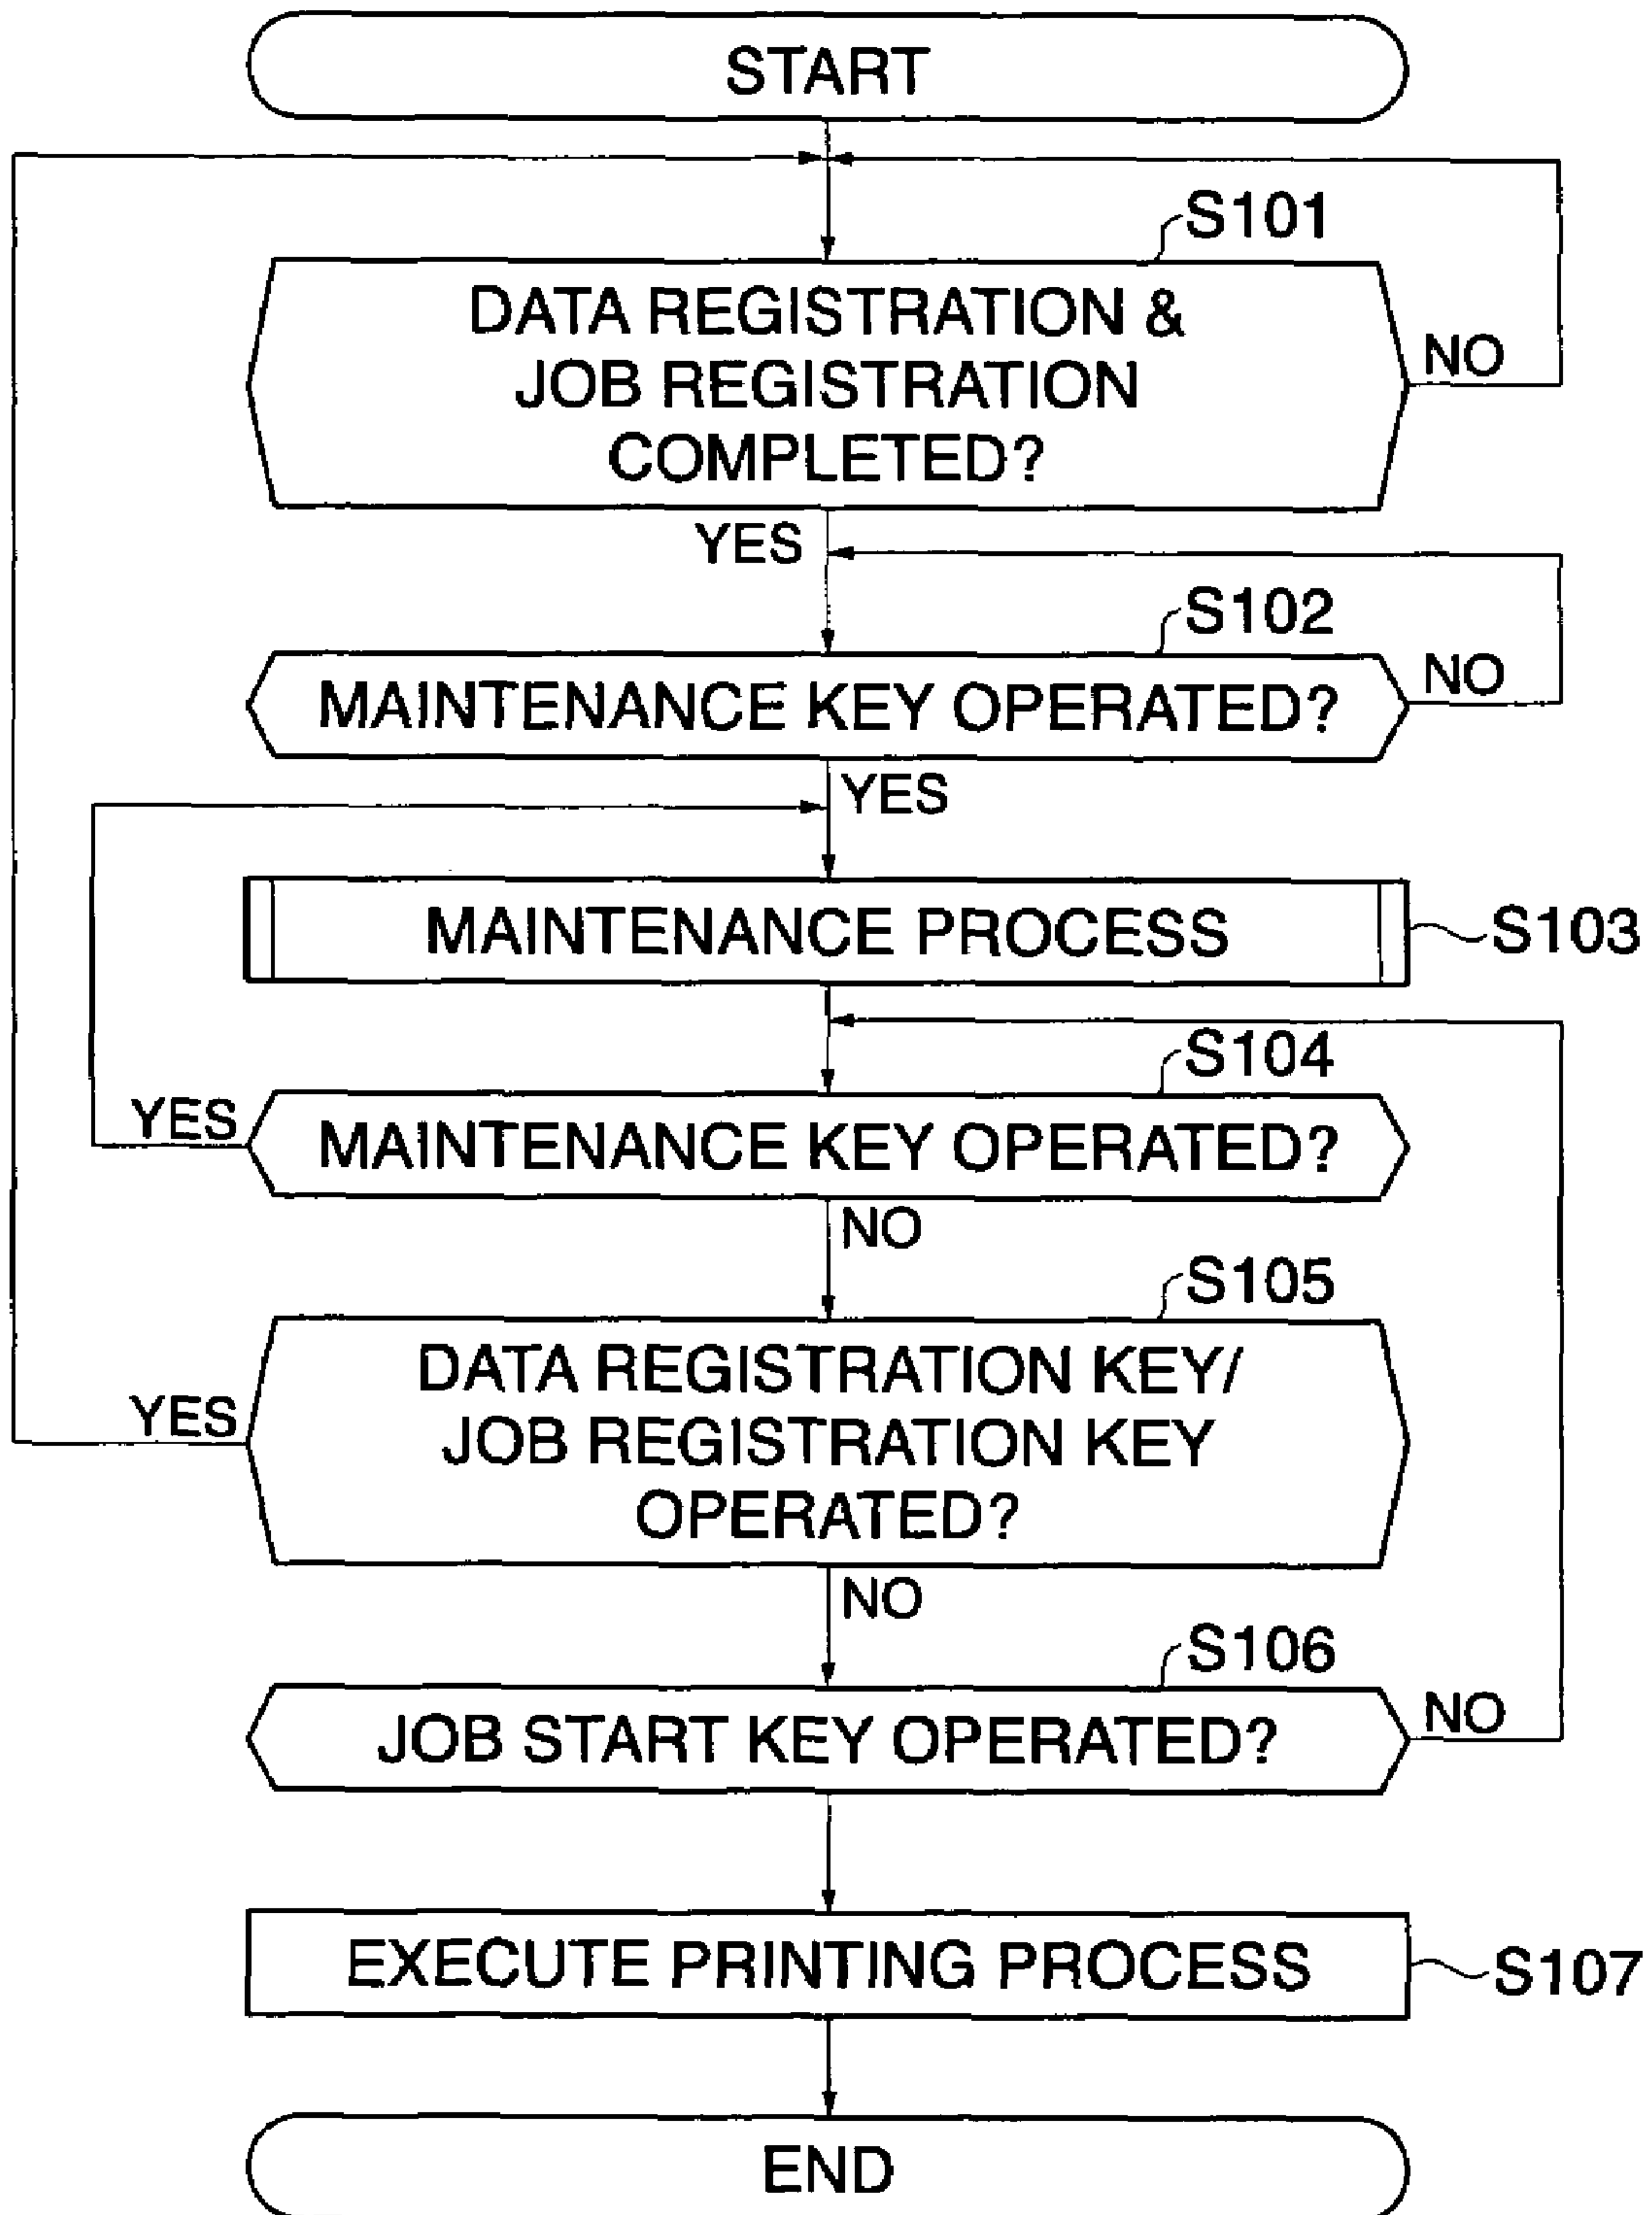 START
S101
DATA REGISTRATION &
JOB REGISTRATION
COMPLETED?
NO
YES
S102
MAINTENANCE KEY OPERATED?
NO
YES
MAINTENANCE PROCESS
S103
S104
YES
MAINTENANCE KEY OPERATED?
NO
S105
DATA REGISTRATION KEY/
JOB REGISTRATION KEY
OPERATED?
YES
NO
S106
JOB START KEY OPERATED?
NO
EXECUTE PRINTING PROCESS
S107
END